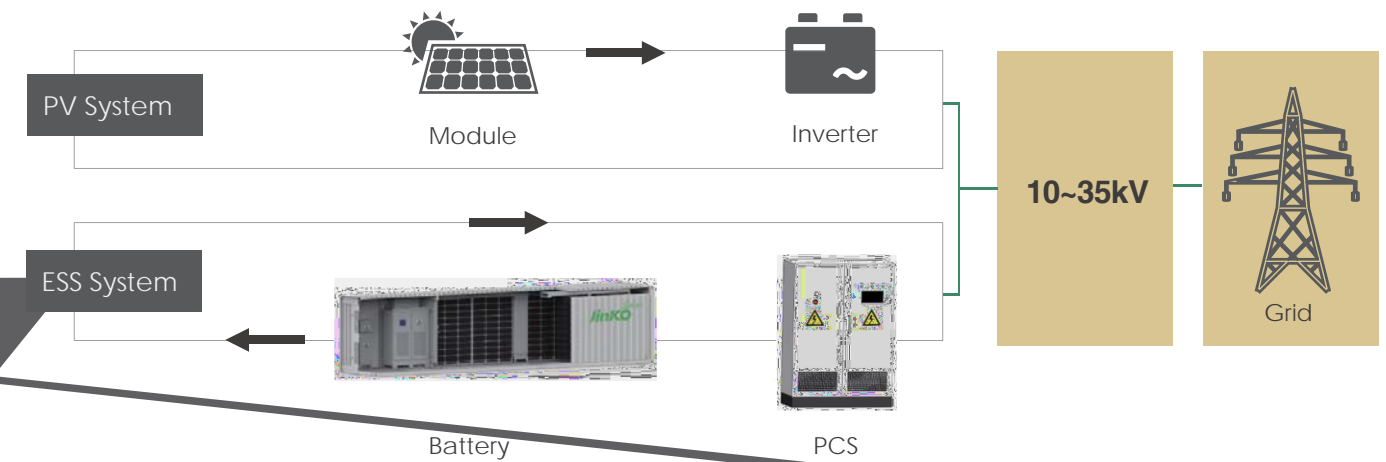 PV System
Module
Inverter
10~35kV
ESS System
JinKO
Grid
Battery
PCS